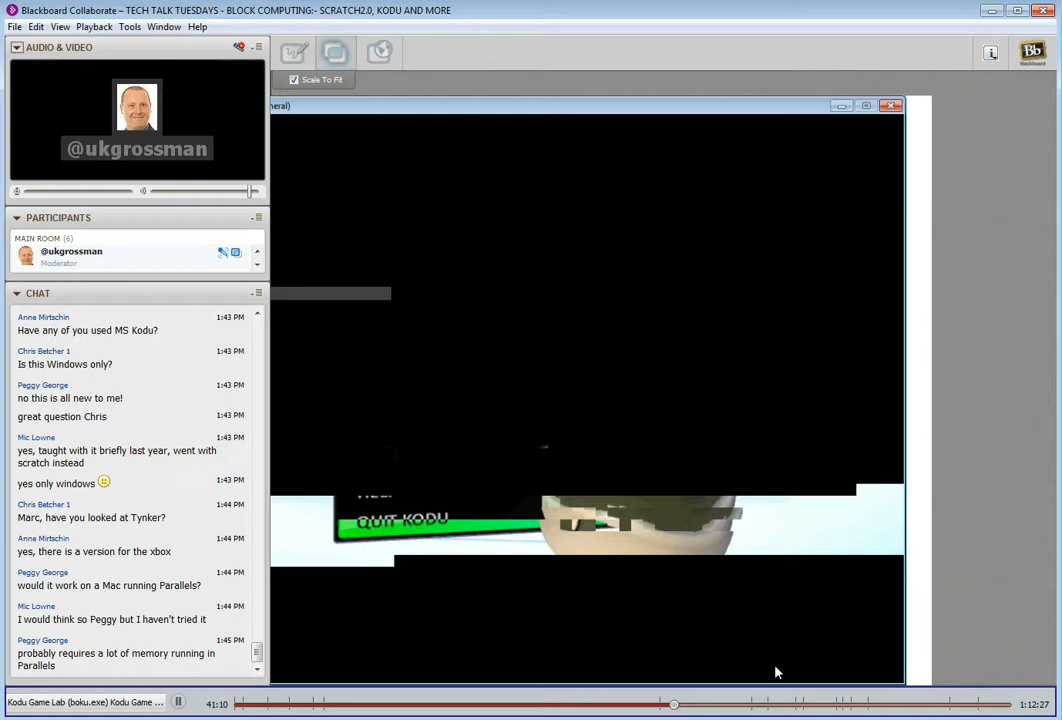 Blackboard Collaborate – TECH TALK TUESDAYS - BLOCK COMPUTING:- SCRATCH2.0, KODU AND MORE
File Edit View Playback Tools Window Help
AUDIO & VIDEO
@ukgrossman
Scale To Fit
Bb
Blackboard
neral)
PARTICIPANTS
MAIN ROOM (6)
@ukgrossman
Moderator
CHAT
Anne Mirtschin 1:43 PM
Have any of you used MS Kodu?
Chris Betcher 1 1:43 PM
Is this Windows only?
Peggy George 1:43 PM
no this is all new to me!
great question Chris 1:43 PM
Mic Lowne 1:43 PM
yes, taught with it briefly last year, went with
scratch instead
yes only windows 1:43 PM
Chris Betcher 1 1:44 PM
Marc, have you looked at Tynker?
Anne Mirtschin 1:44 PM
yes, there is a version for the xbox
Peggy George 1:44 PM
would it work on a Mac running Parallels?
Mic Lowne 1:44 PM
I would think so Peggy but I haven't tried it
Peggy George 1:45 PM
probably requires a lot of memory running in
Parallels
HELP
QUIT KODU
Kodu Game Lab (boku.exe) Kodu Game ...
41:10
1:12:27